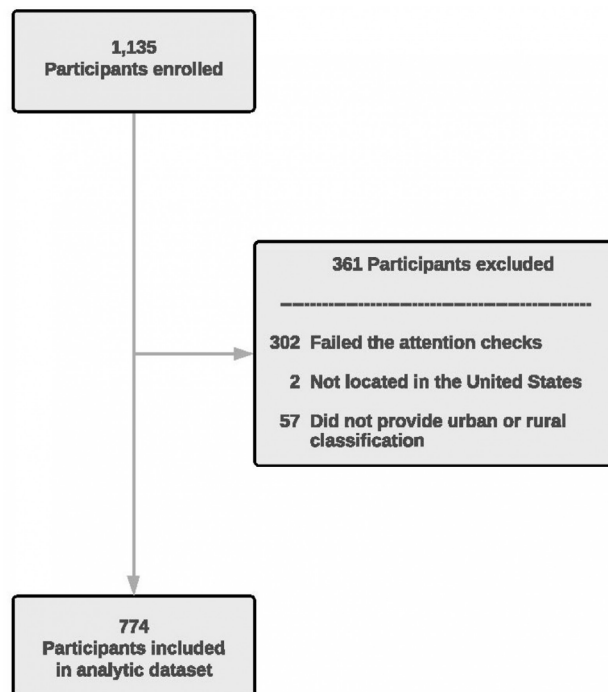 1,135
Participants enrolled
361 Participants excluded
------------------------------------------------------
302 Failed the attention checks
2 Not located in the United States
57 Did not provide urban or rural
classification
774
Participants included
in analytic dataset